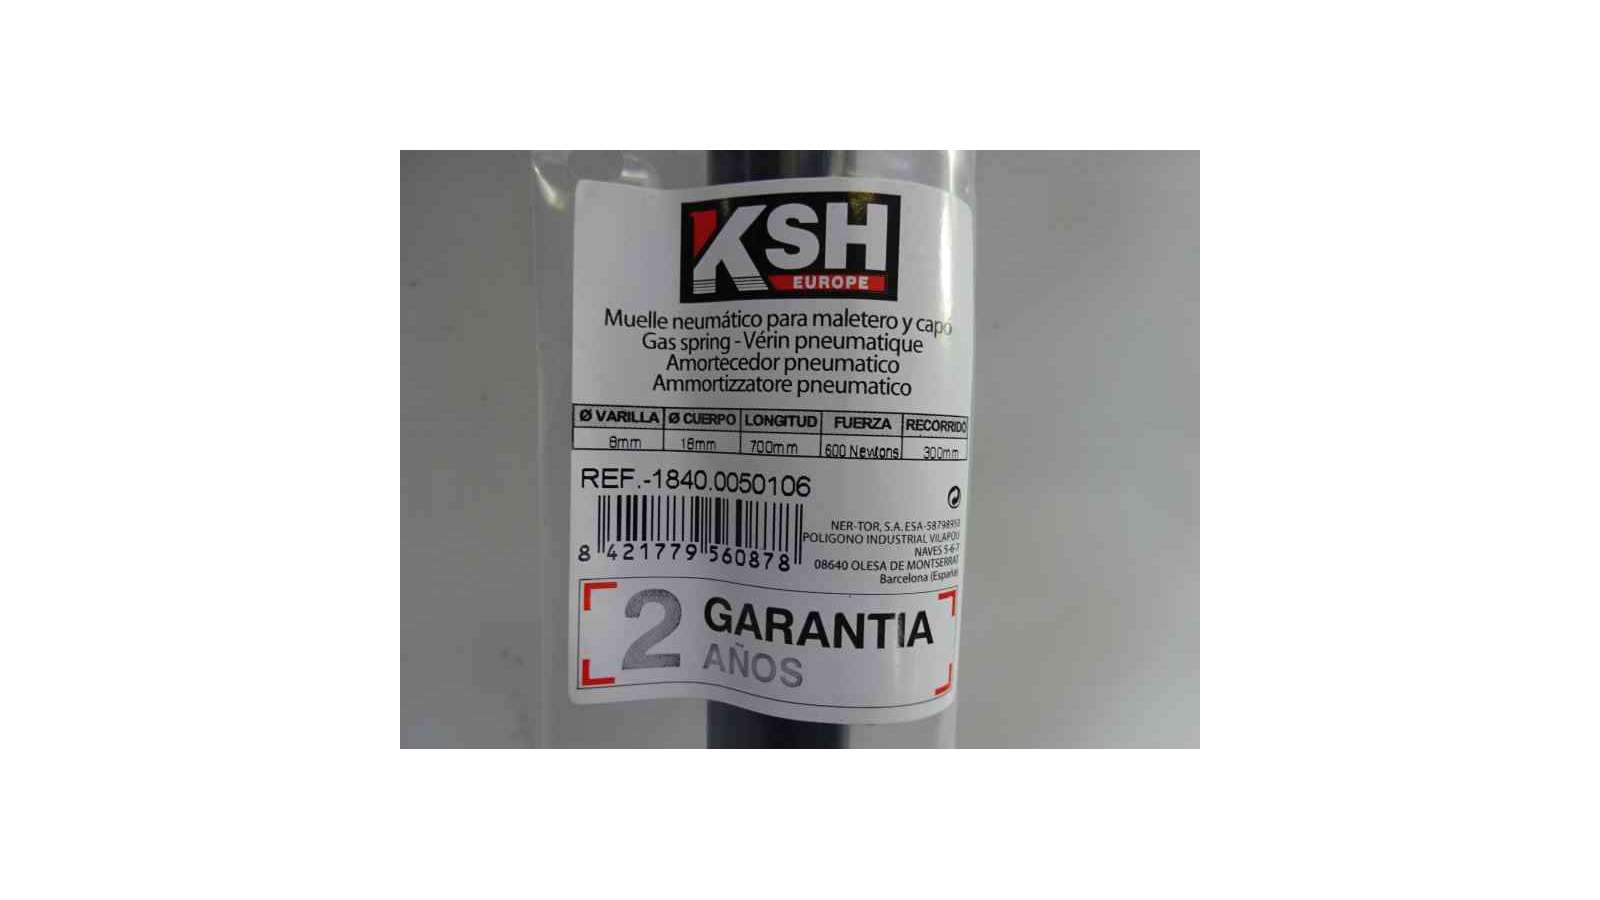 KSH
EUROPE
Muelle neumático para maletero y capó
Gas spring - Vérin pneumatique
Amortecedor pneumatico
Ammortizzatore pneumatico
Ø VARILLA Ø CUERPO LONGITUD FUERZA RECORRIDO
8mm 18mm 700mm 600 Newtons 300mm
REF.-1840.0050106
8 421779 560878
NER-TOR, S.A. ESA-58798950
POLIGONO INDUSTRIAL VILAPOU
NAVES 5-6-7
08640 OLESA DE MONTSERRAT
Barcelona (España)
2 GARANTIA
AÑOS